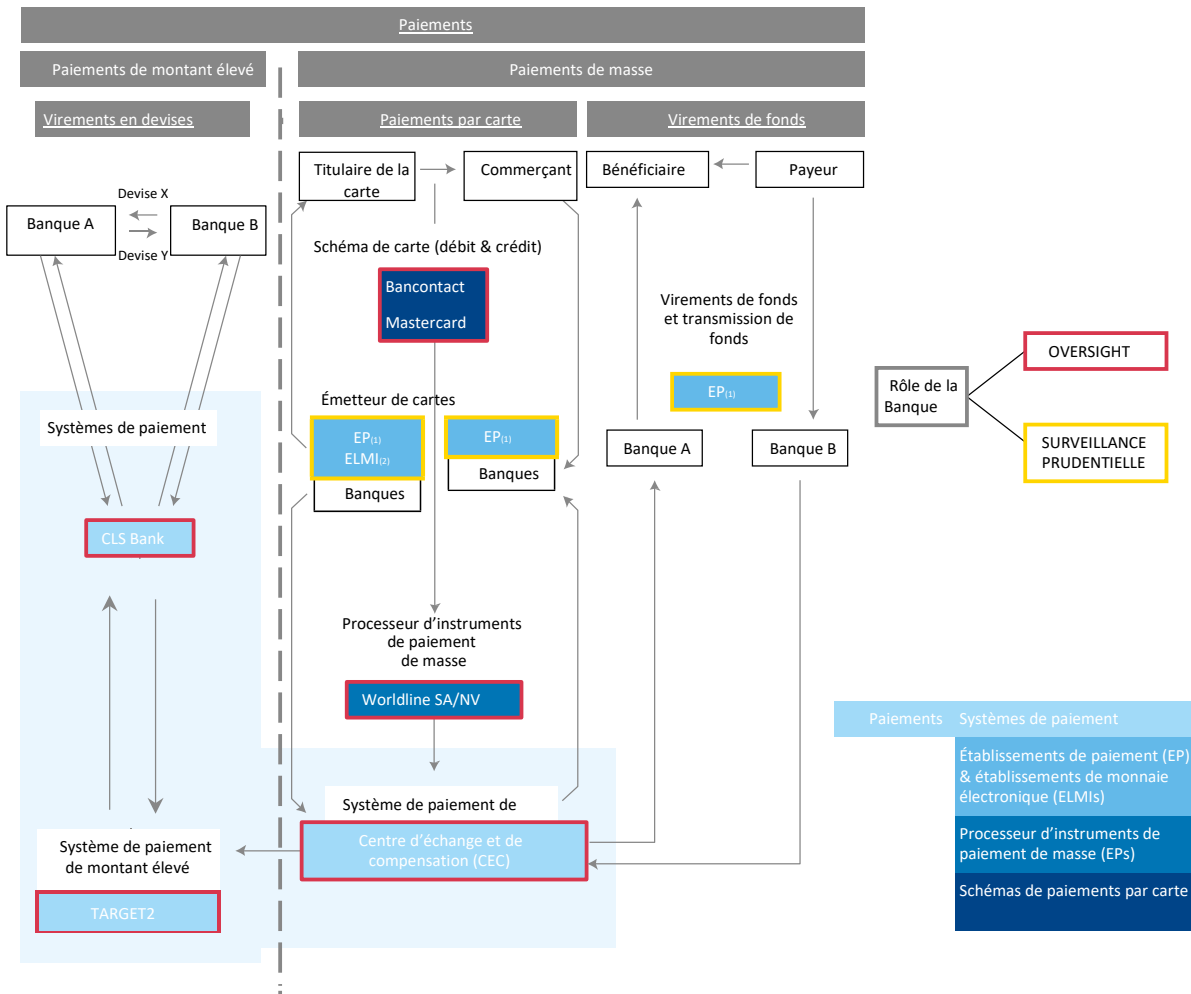 Paiements
Paiements de montant élevé
Paiements de masse
Virements en devises
Paiements par carte
Virements de fonds
Titulaire de la
carte
Commerçant
Bénéficiaire
Payeur
Devise X
Banque A
Banque B
Devise Y
Schéma de carte (débit & crédit)
Bancontact
Mastercard
Virements de fonds
et transmission de
fonds
EP(1)
OVERSIGHT
Rôle de la
Banque
SURVEILLANCE
PRUDENTIELLE
Émetteur de cartes
EP(1)
ELMI(2)
Banques
EP(1)
Banques
Banque A
Banque B
Systèmes de paiement
CLS Bank
Processeur d’instruments
de paiement
de masse
Worldline SA/NV
Système de paiement de
Centre d’échange et de
compensation (CEC)
Système de paiement
de montant élevé
TARGET2
Paiements
Systèmes de paiement
Établissements de paiement (EP)
& établissements de monnaie
électronique (ELMIs)
Processeur d’instruments de
paiement de masse (EPs)
Schémas de paiements par carte